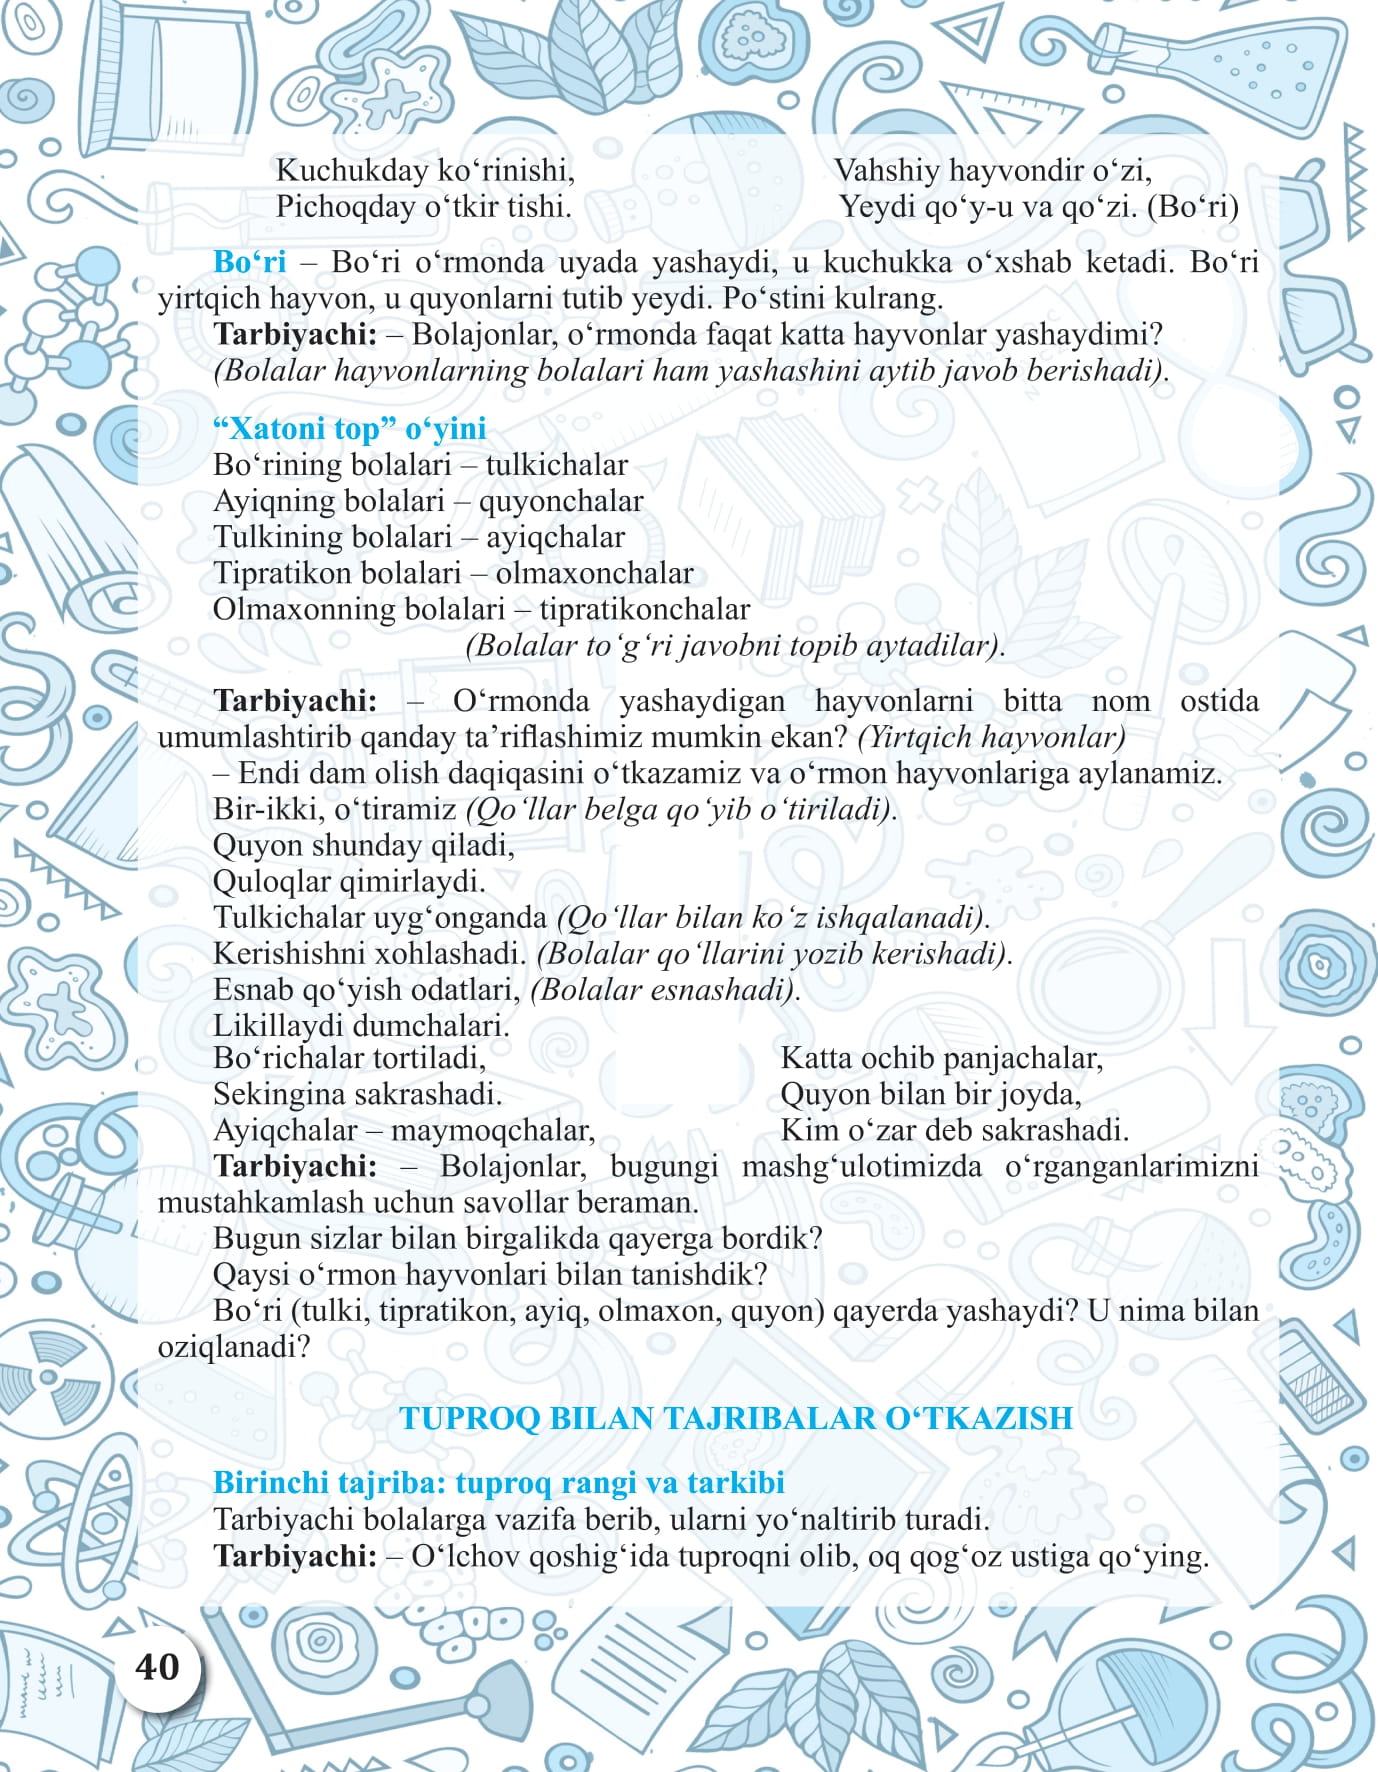 Kuchukday ko‘rinishi,
Pichoqday o‘tkir tishi.
Vahshiy hayvondir o‘zi,
Yeydi qo‘y-u va qo‘zi. (Bo‘ri)
Bo‘ri – Bo‘ri o‘rmonda uyada yashaydi, u kuchukka o‘xshab ketadi. Bo‘ri
yirtqich hayvon, u quyonlarni tutib yeydi. Po‘stini kulrang.
Tarbiyachi: – Bolajonlar, o‘rmonda faqat katta hayvonlar yashaydimi?
(Bolalar hayvonlarning bolalari ham yashashini aytib javob berishadi).
“Xatoni top” o‘yini
Bo‘rining bolalari – tulkichalar
Ayiqning bolalari – quyonchalar
Tulkining bolalari – ayiqchalar
Tipratikon bolalari – olmaxonchalar
Olmaxonning bolalari – tipratikonchalar
(Bolalar to‘g‘ri javobni topib aytadilar).
Tarbiyachi: – O‘rmonda yashaydigan hayvonlarni bitta nom ostida
umumlashtirib qanday ta’riflashimiz mumkin ekan? (Yirtqich hayvonlar)
– Endi dam olish daqiqasini o‘tkazamiz va o‘rmon hayvonlariga aylanamiz.
Bir-ikki, o‘tiramiz (Qo‘llar belga qo‘yib o‘tiriladi).
Quyon shunday qiladi,
Quloqlar qimirlaydi.
Tulkichalar uyg‘onganda (Qo‘llar bilan ko‘z ishqalanadi).
Kerishishni xohlashadi. (Bolalar qo‘llarini yozib kerishadi).
Esnab qo‘yish odatlari, (Bolalar esnashadi).
Likillaydi dumchalari.
Bo‘richalar tortiladi,
Sekingina sakrashadi.
Ayiqchalar – maymoqchalar,
Katta ochib panjachalar,
Quyon bilan bir joyda,
Kim o‘zar deb sakrashadi.
Tarbiyachi: – Bolajonlar, bugungi mashg‘ulotimizda o‘rganganlarimizni
mustahkamlash uchun savollar beraman.
Bugun sizlar bilan birgalikda qayerga bordik?
Qaysi o‘rmon hayvonlari bilan tanishdik?
Bo‘ri (tulki, tipratikon, ayiq, olmaxon, quyon) qayerda yashaydi? U nima bilan
oziqlanadi?
TUPROQ BILAN TAJRIBALAR O‘TKAZISH
Birinchi tajriba: tuproq rangi va tarkibi
Tarbiyachi bolalarga vazifa berib, ularni yo‘naltirib turadi.
Tarbiyachi: – O‘lchov qoshig‘ida tuproqni olib, oq qog‘oz ustiga qo‘ying.
40